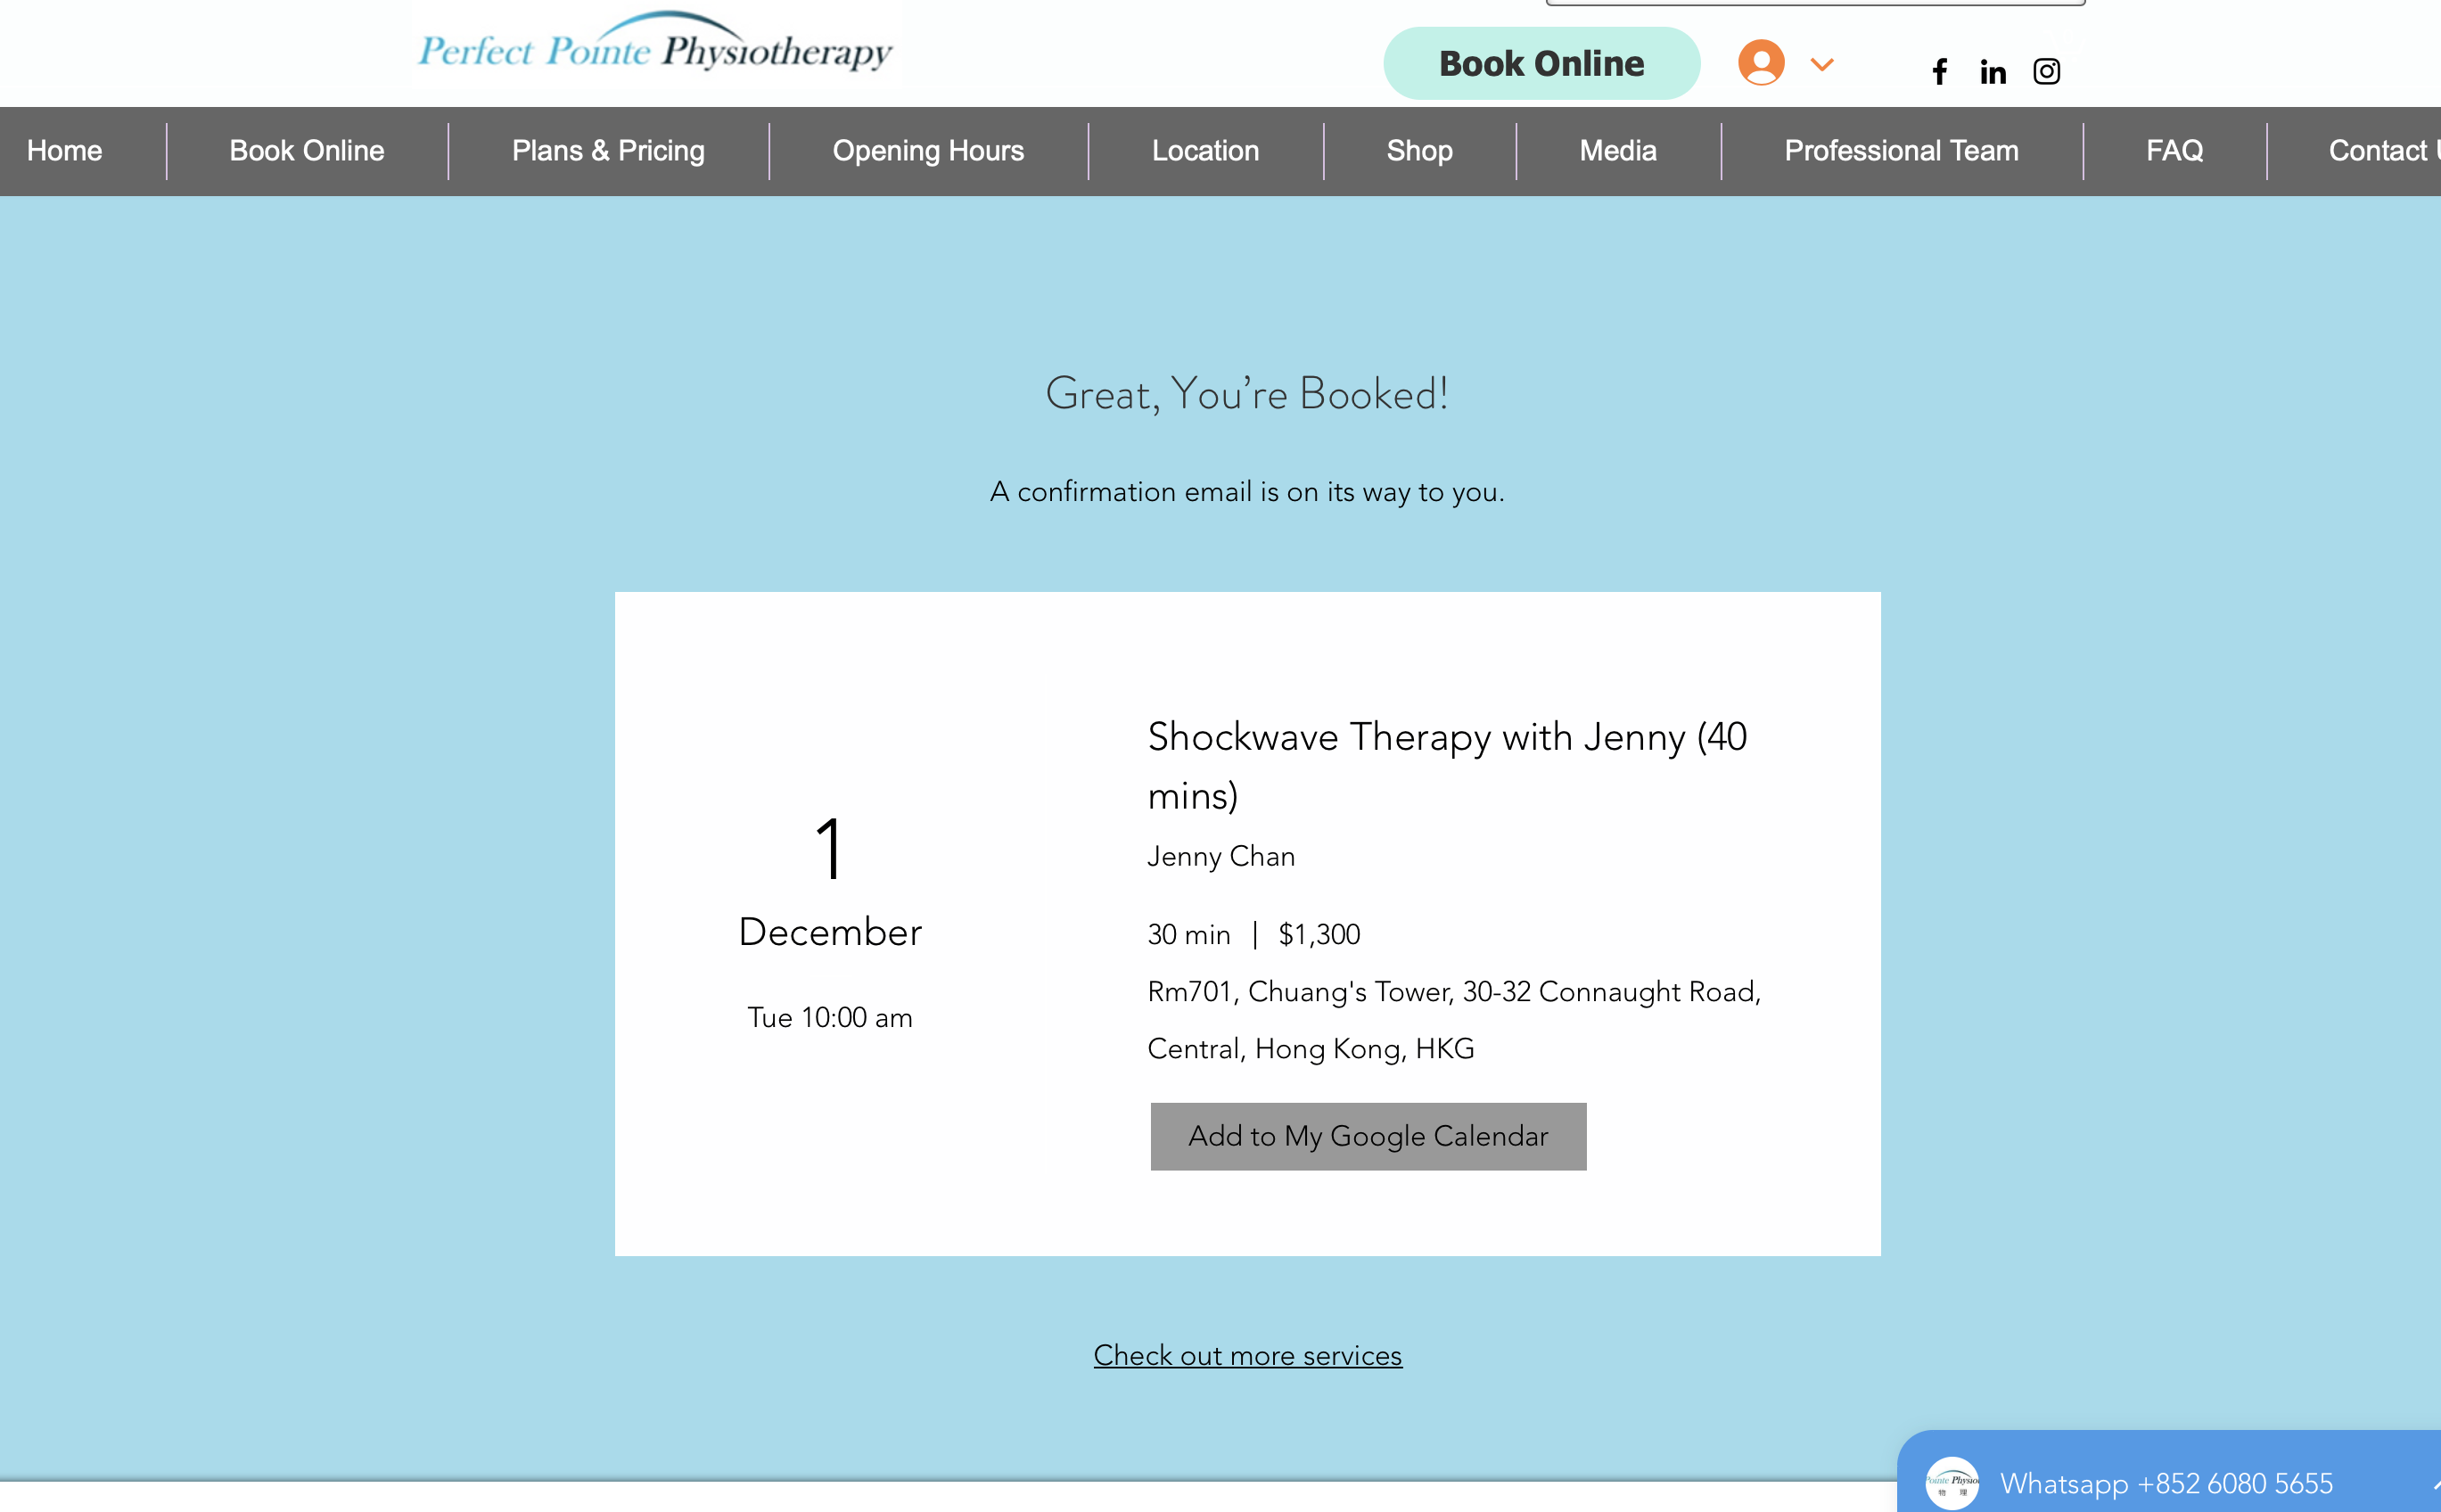 Perfect Pointe Physiotherapy
Book Online
Home
Book Online
Plans & Pricing
Opening Hours
Location
Shop
Media
Professional Team
FAQ
Contact
Great, You're Booked!
A confirmation email is on its way to you.
1
December
Tue 10:00 am
Shockwave Therapy with Jenny (40
mins)
Jenny Chan
30 min | $1,300
Rm701, Chuang's Tower, 30-32 Connaught Road,
Central, Hong Kong, HKG
Add to My Google Calendar
Check out more services
Whatsapp +852 6080 5655